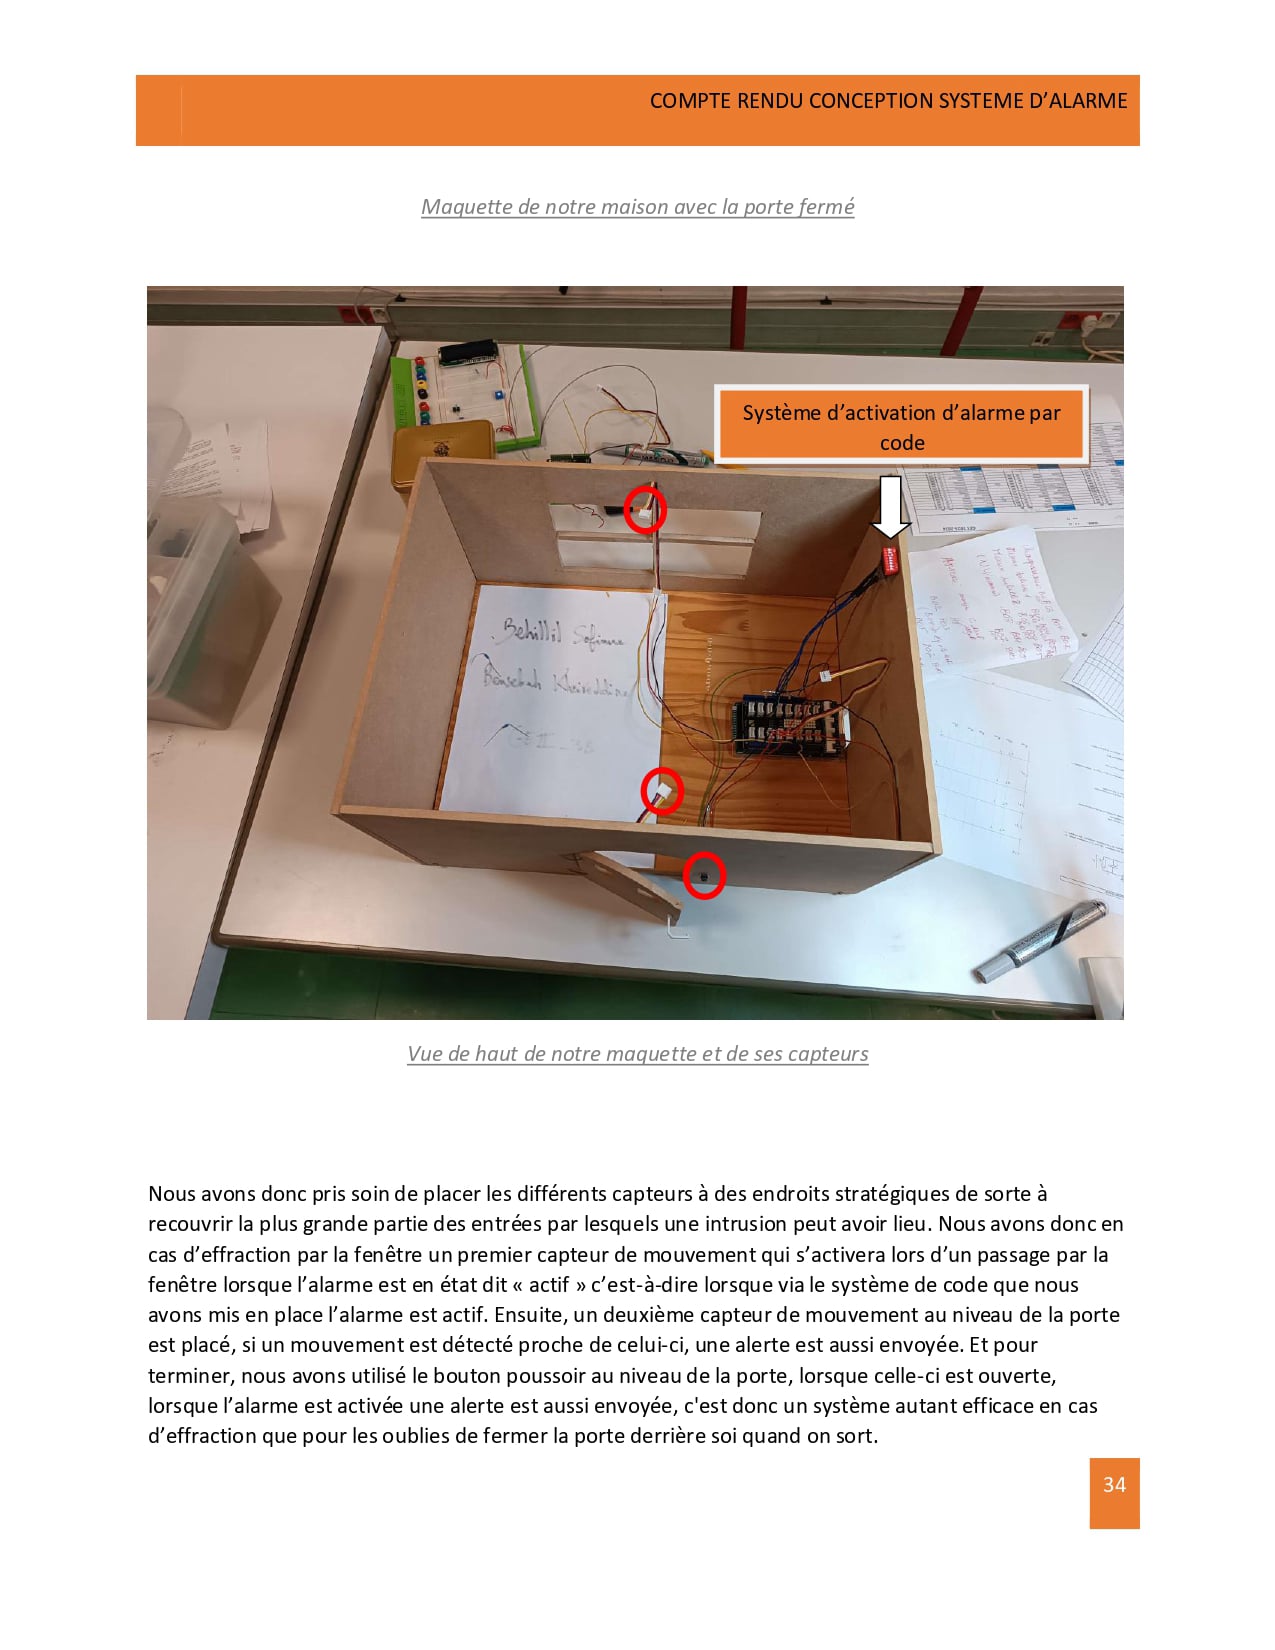 COMPTE RENDU CONCEPTION SYSTEME D’ALARME
Maquette de notre maison avec la porte fermé
Système d’activation d’alarme par
code
Behillil Sofiane
Khaireddine
Vue de haut de notre maquette et de ses capteurs
Nous avons donc pris soin de placer les différents capteurs à des endroits stratégiques de sorte à
recouvrir la plus grande partie des entrées par lesquels une intrusion peut avoir lieu. Nous avons donc en
cas d’effraction par la fenêtre un premier capteur de mouvement qui s’activera lors d’un passage par la
fenêtre lorsque l’alarme est en état dit « actif » c’est-à-dire lorsque via le système de code que nous
avons mis en place l’alarme est actif. Ensuite, un deuxième capteur de mouvement au niveau de la porte
est placé, si un mouvement est détecté proche de celui-ci, une alerte est aussi envoyée. Et pour
terminer, nous avons utilisé le bouton poussoir au niveau de la porte, lorsque celle-ci est ouverte,
lorsque l’alarme est activée une alerte est aussi envoyée, c'est donc un système autant efficace en cas
d’effraction que pour les oublies de fermer la porte derrière soi quand on sort.
34